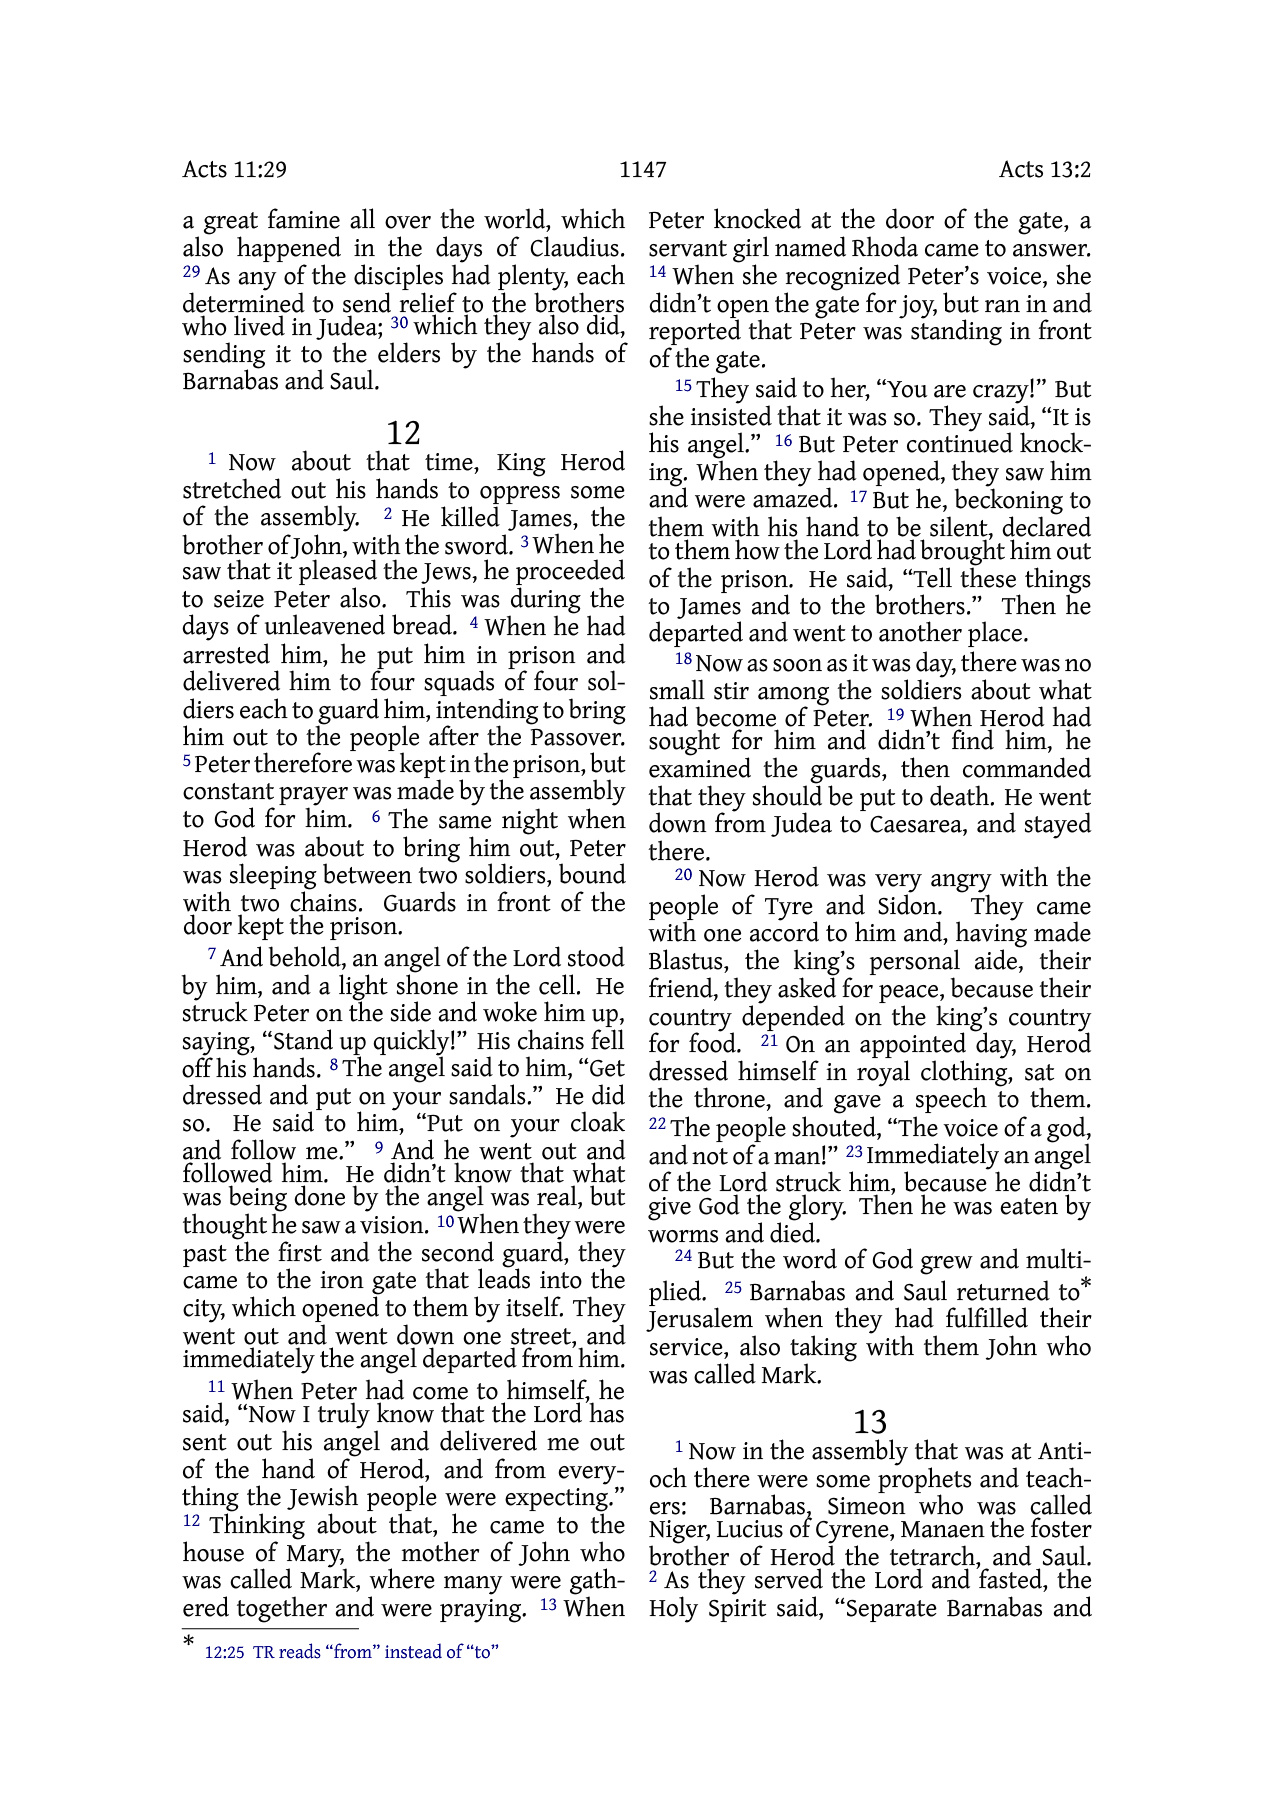 Acts 11:29 1147 Acts 13:2
a great famine all over the world, which
also happened in the days of Claudius.
29 As any of the disciples had plenty, each
determined to send relief to the brothers
who lived in Judea; 30 which they also did,
sending it to the elders by the hands of
Barnabas and Saul.
12
1 Now about that time, King Herod
stretched out his hands to oppress some
of the assembly. 2 He killed James, the
brother of John, with the sword. 3 When he
saw that it pleased the Jews, he proceeded
to seize Peter also. This was during the
days of unleavened bread. 4 When he had
arrested him, he put him in prison and
delivered him to four squads of four sol-
diers each to guard him, intending to bring
him out to the people after the Passover.
5 Peter therefore was kept in the prison, but
constant prayer was made by the assembly
to God for him. 6 The same night when
Herod was about to bring him out, Peter
was sleeping between two soldiers, bound
with two chains. Guards in front of the
door kept the prison.
7 And behold, an angel of the Lord stood
by him, and a light shone in the cell. He
struck Peter on the side and woke him up,
saying, “Stand up quickly!” His chains fell
off his hands. 8 The angel said to him, “Get
dressed and put on your sandals.” He did
so. He said to him, “Put on your cloak
and follow me.” 9 And he went out and
followed him. He didn’t know that what
was being done by the angel was real, but
thought he saw a vision. 10 When they were
past the first and the second guard, they
came to the iron gate that leads into the
city, which opened to them by itself. They
went out and went down one street, and
immediately the angel departed from him.
11 When Peter had come to himself, he
said, “Now I truly know that the Lord has
sent out his angel and delivered me out
of the hand of Herod, and from every-
thing the Jewish people were expecting.”
12 Thinking about that, he came to the
house of Mary, the mother of John who
was called Mark, where many were gath-
ered together and were praying. 13 When
Peter knocked at the door of the gate, a
servant girl named Rhoda came to answer.
14 When she recognized Peter’s voice, she
didn’t open the gate for joy, but ran in and
reported that Peter was standing in front
of the gate.
15 They said to her, “You are crazy!” But
she insisted that it was so. They said, “It is
his angel.” 16 But Peter continued knock-
ing. When they had opened, they saw him
and were amazed. 17 But he, beckoning to
them with his hand to be silent, declared
to them how the Lord had brought him out
of the prison. He said, “Tell these things
to James and to the brothers.” Then he
departed and went to another place.
18 Now as soon as it was day, there was no
small stir among the soldiers about what
had become of Peter. 19 When Herod had
sought for him and didn’t find him, he
examined the guards, then commanded
that they should be put to death. He went
down from Judea to Caesarea, and stayed
there.
20 Now Herod was very angry with the
people of Tyre and Sidon. They came
with one accord to him and, having made
Blastus, the king’s personal aide, their
friend, they asked for peace, because their
country depended on the king’s country
for food. 21 On an appointed day, Herod
dressed himself in royal clothing, sat on
the throne, and gave a speech to them.
22 The people shouted, “The voice of a god,
and not of a man!” 23 Immediately an angel
of the Lord struck him, because he didn’t
give God the glory. Then he was eaten by
worms and died.
24 But the word of God grew and multi-
plied. 25 Barnabas and Saul returned to*
Jerusalem when they had fulfilled their
service, also taking with them John who
was called Mark.
13
1 Now in the assembly that was at Anti-
och there were some prophets and teach-
ers: Barnabas, Simeon who was called
Niger, Lucius of Cyrene, Manaen the foster
brother of Herod the tetrarch, and Saul.
2 As they served the Lord and fasted, the
Holy Spirit said, “Separate Barnabas and
* 12:25 TR reads “from” instead of “to”